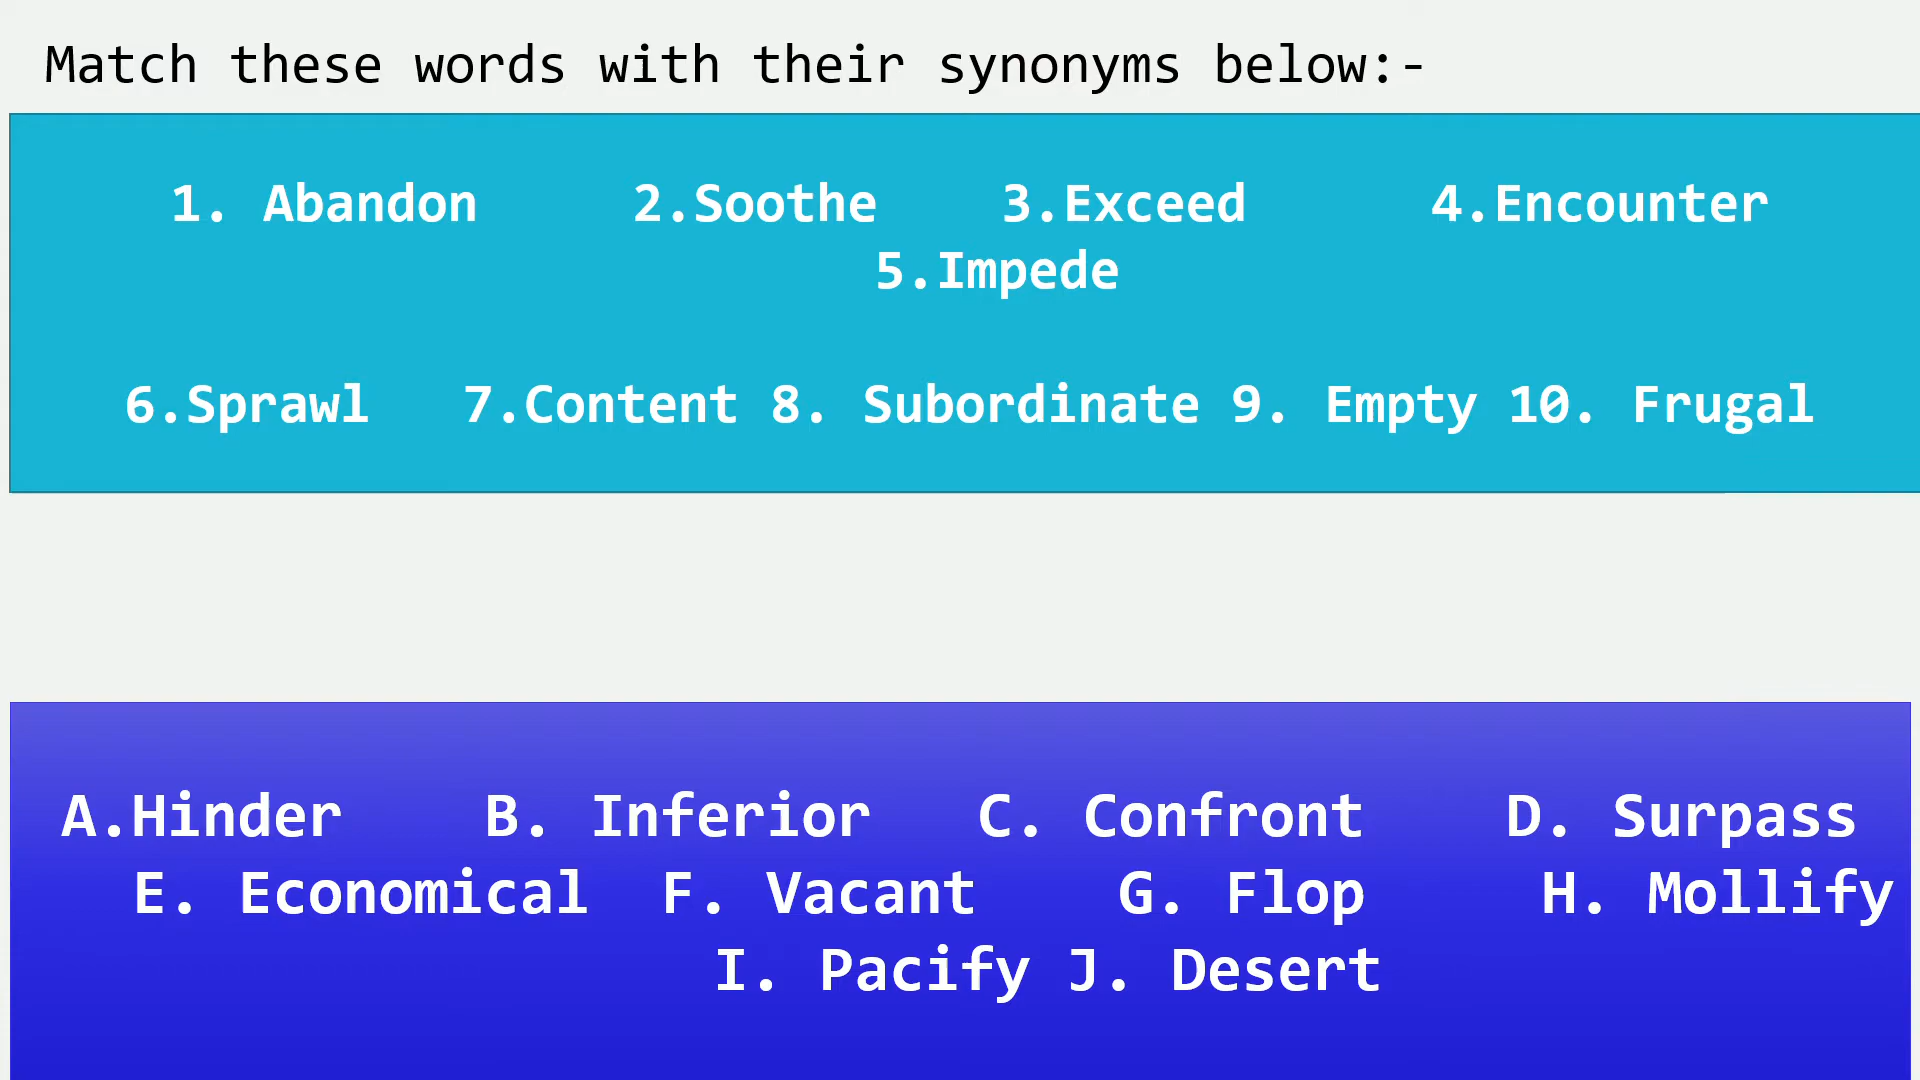 Match these words with their synonyms below:-
1. Abandon 2.Soothe 3.Exceed 4.Encounter
5.Impede
6.Sprawl 7.Content 8. Subordinate 9. Empty 10. Frugal
A.Hinder B. Inferior C. Confront D. Surpass
E. Economical F. Vacant G. Flop H. Mollify
I. Pacify J. Desert